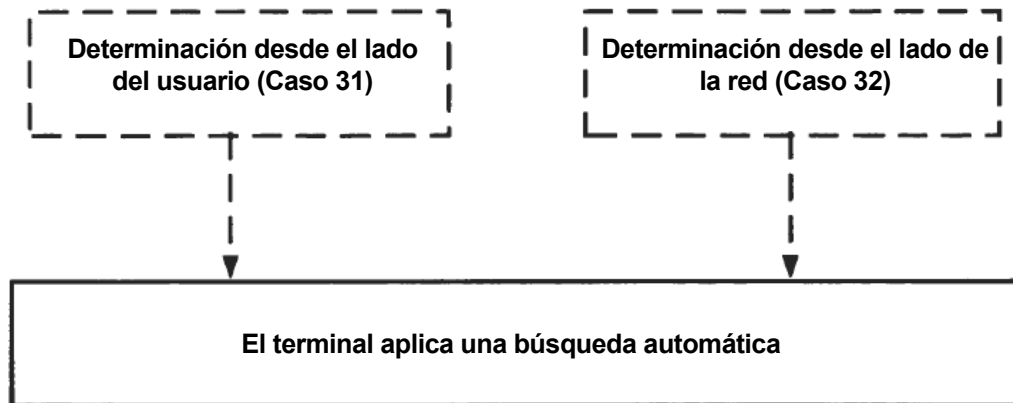 Determinación desde el lado
del usuario (Caso 31)
Determinación desde el lado de
la red (Caso 32)
El terminal aplica una búsqueda automática